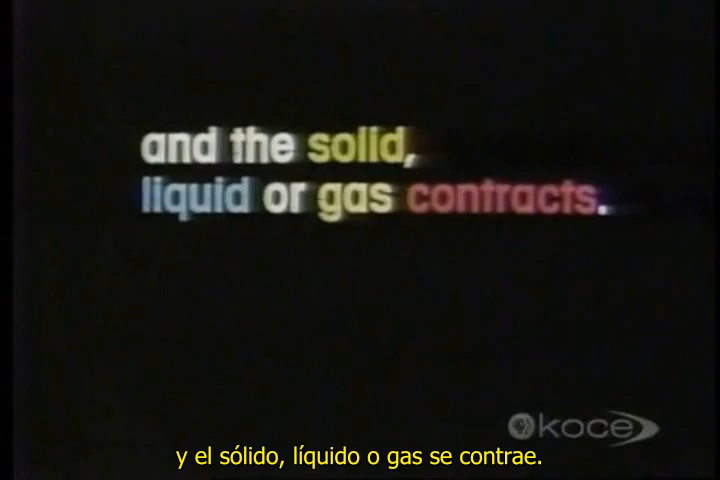 and the solid,
liquid or gas contracts.
koce
y el sólido, líquido o gas se contrae.